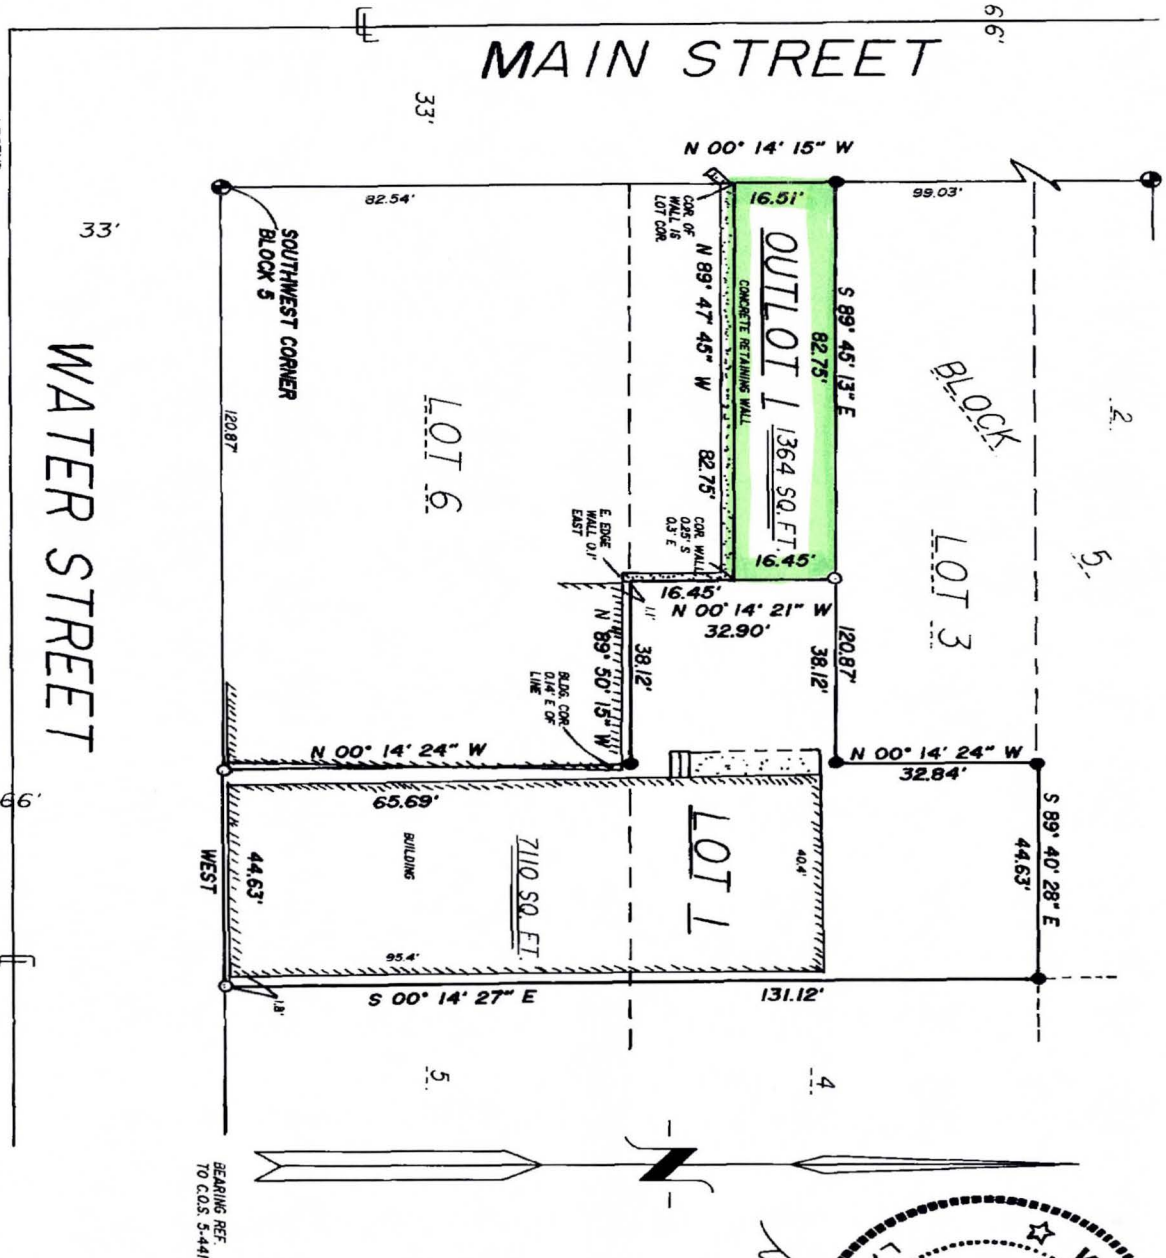 66'
MAIN STREET
33'
N 00° 14' 15" W
82.54'
16.51'
99.03'
33'
SOUTHWEST CORNER
BLOCK 5
COR. OF
WALL IS
LOT COR.
N 89° 47' 45" W
82.75'
CONCRETE RETAINING WALL
OUTLOT 1
1364 SQ. FT.
S 89° 45' 13" E
82.75'
BLOCK
5
2
LOT 3
LOT 6
120.87'
WATER STREET
E. EDGE
WALL 0.1'
EAST
COR. WALL
0.25' S
0.3' E
16.45'
16.45'
N 00° 14' 21" W
32.90'
1.1'
N 89° 50' 15" W
38.12'
120.87'
38.12'
BLDG. COR.
0.14' E OF
LINE
N 00° 14' 24" W
65.69'
N 00° 14' 24" W
32.84'
66'
WEST
44.63'
BUILDING
7110 SQ. FT.
LOT 1
40.4'
S 89° 40' 28" E
44.63'
95.4'
1.8'
S 00° 14' 27" E
131.12'
5
4
BEARING REF.
TO C.O.S. 5-441